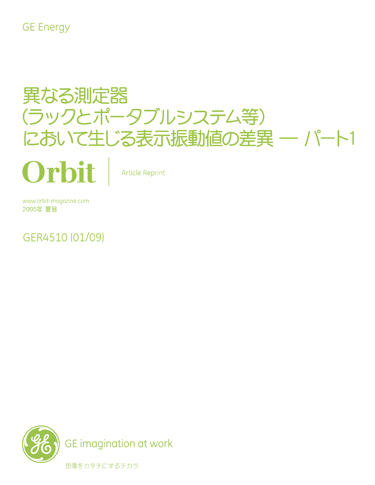 GE Energy
異なる測定器
(ラックとポータブルシステム等)
において生じる表示振動値の差異 ― パート1
Orbit
Article Reprint
www.orbit-magazine.com
2005年 夏号
GER4510 (01/09)
GE imagination at work
想像をカタチにするチカラ